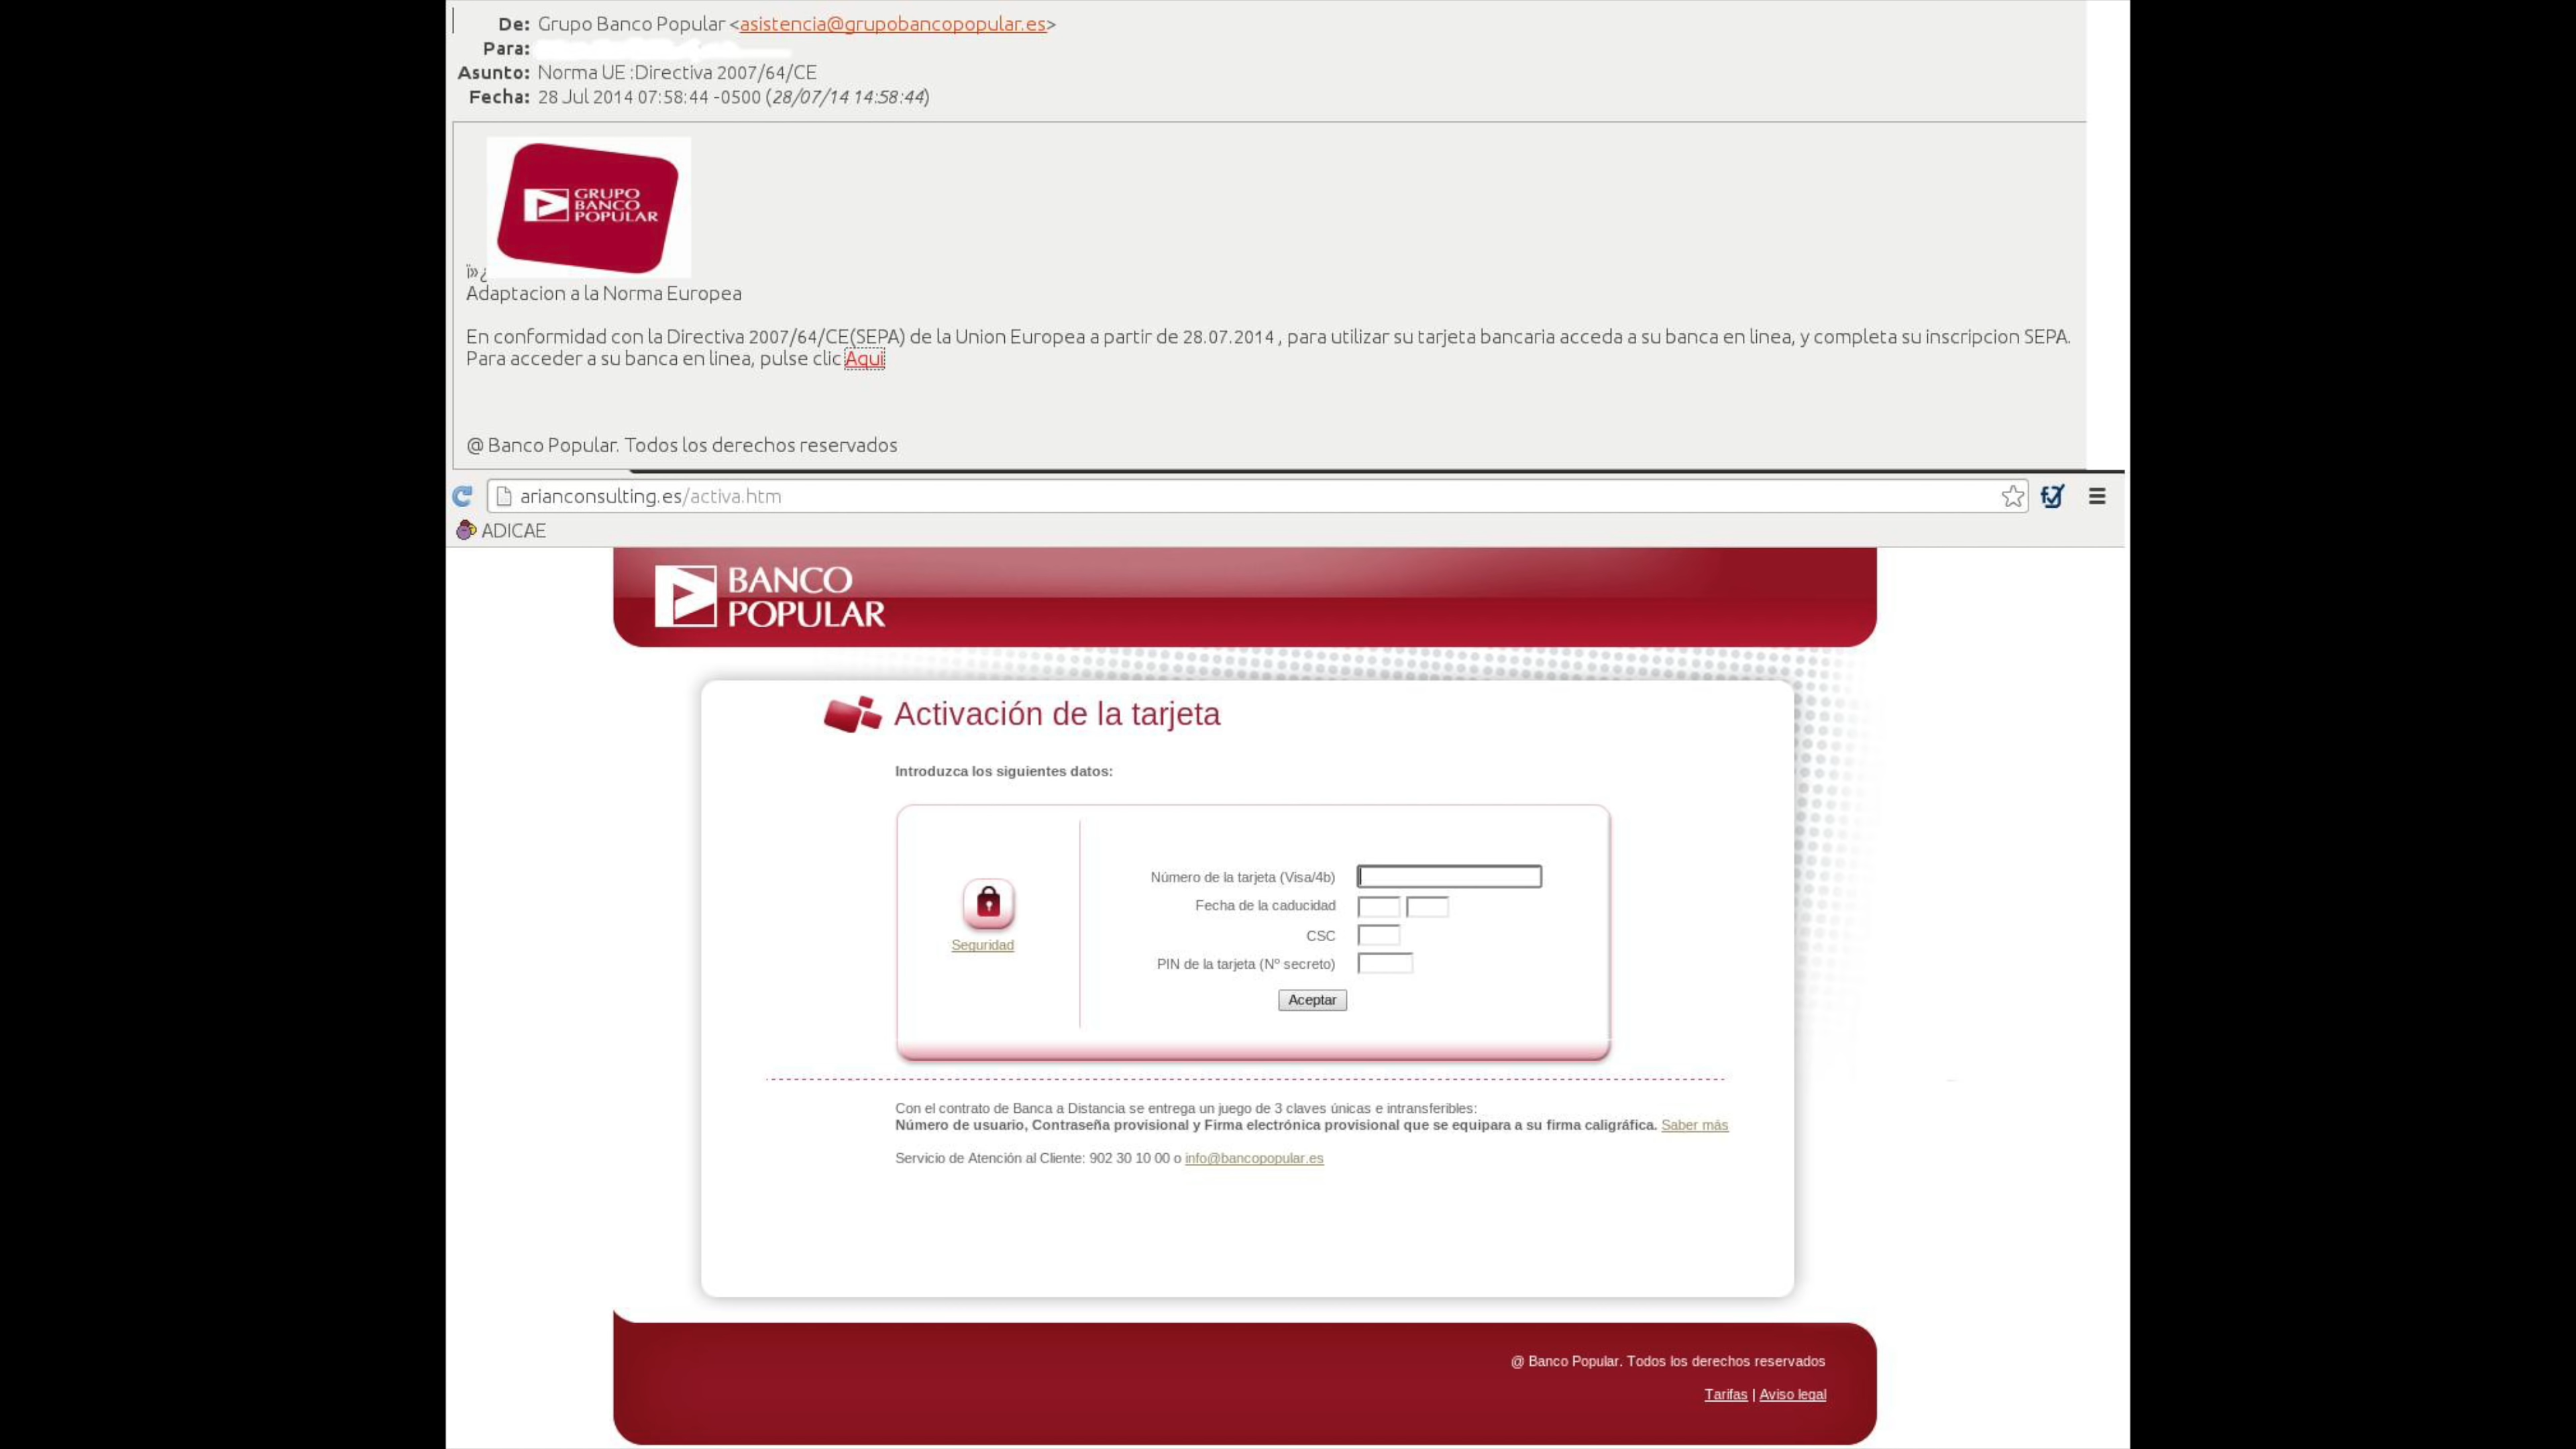 De: Grupo Banco Popular <asistencia@grupobancopopular.es>
Para:
Asunto: Norma UE :Directiva 2007/64/CE
Fecha: 28 Jul 2014 07:58:44 -0500 (28/07/14 14:58:44)
GRUPO
BANCO
POPULAR
ï»¿
Adaptacion a la Norma Europea
En conformidad con la Directiva 2007/64/CE(SEPA) de la Union Europea a partir de 28.07.2014 , para utilizar su tarjeta bancaria acceda a su banca en linea, y completa su inscripcion SEPA.
Para acceder a su banca en linea, pulse clic Aqui
@ Banco Popular. Todos los derechos reservados
arianconsulting.es/activa.htm
ADICAE
BANCO
POPULAR
Activación de la tarjeta
Introduzca los siguientes datos:
Número de la tarjeta (Visa/4b)
Fecha de la caducidad
CSC
Seguridad
PIN de la tarjeta (Nº secreto)
Aceptar
Con el contrato de Banca a Distancia se entrega un juego de 3 claves únicas e intransferibles:
Número de usuario, Contraseña provisional y Firma electrónica provisional que se equipara a su firma caligráfica. Saber más
Servicio de Atención al Cliente: 902 30 10 00 o info@bancopopular.es
@ Banco Popular. Todos los derechos reservados
Tarifas | Aviso legal